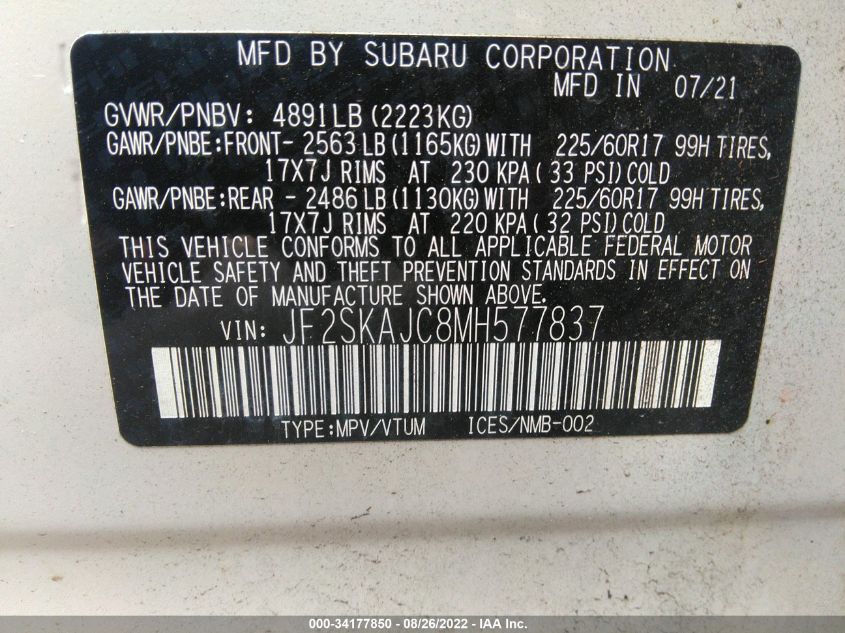 MFD BY SUBARU CORPORATION
MFD IN 07/21
GVWR/PNBV: 4891LB (2223KG)
GAWR/PNBE:FRONT- 2563 LB (1165KG) WITH 225/60R17 99H TIRES,
17X7J RIMS AT 230 KPA ( 33 PSI) COLD
GAWR/PNBE:REAR - 2486 LB (1130KG) WITH 225/60R17 99H TIRES,
17X7J RIMS AT 220 KPA ( 32 PSI) COLD
THIS VEHICLE CONFORMS TO ALL APPLICABLE FEDERAL MOTOR
VEHICLE SAFETY AND THEFT PREVENTION STANDARDS IN EFFECT ON
THE DATE OF MANUFACTURE SHOWN ABOVE.
VIN: JF2SKAJC8MH577837
TYPE:MPV/VTUM ICES/NMB-002
000-34177850 - 08/26/2022 - IAA Inc.